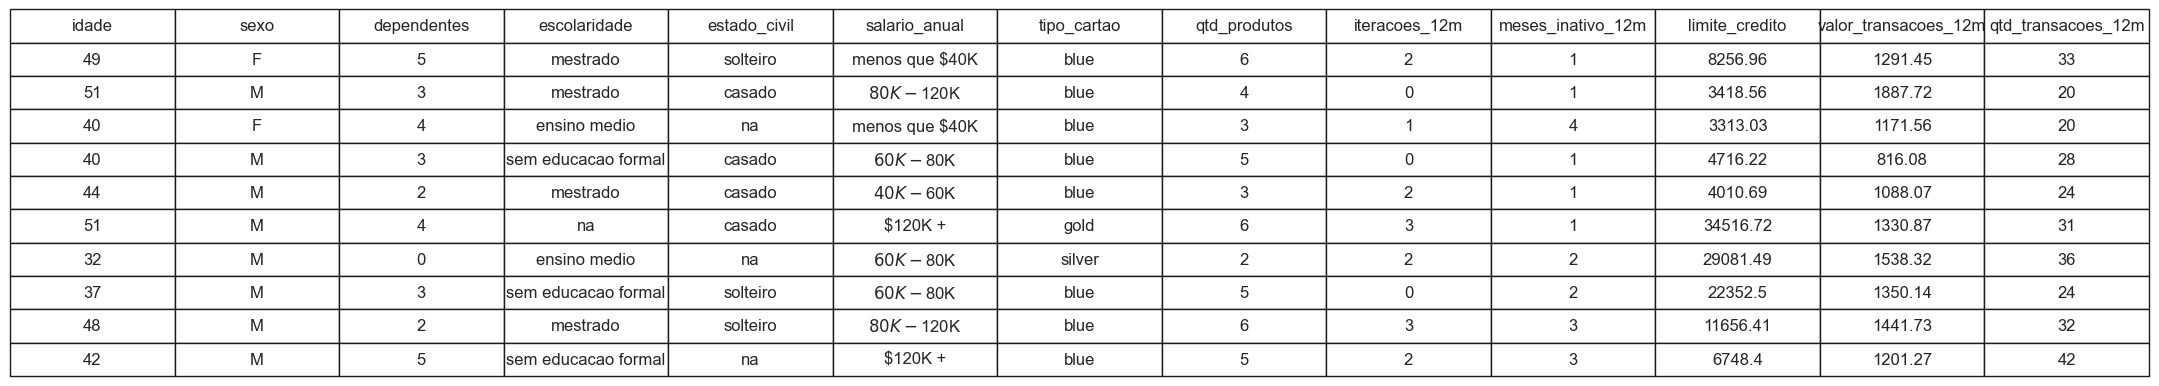 idade sexo dependentes escolaridade estado_civil salario_anual tipo_cartao qtd_produtos iteracoes_12m meses_inativo_12m limite_credito valor_transacoes_12m qtd_transacoes_12m
49 F 5 mestrado solteiro menos que $40K blue 6 2 1 8256.96 1291.45 33
51 M 3 mestrado casado 80K − 120K blue 4 0 1 3418.56 1887.72 20
40 F 4 ensino medio na menos que $40K blue 3 1 4 3313.03 1171.56 20
40 M 3 sem educacao formal casado 60K − 80K blue 5 0 1 4716.22 816.08 28
44 M 2 mestrado casado 40K − 60K blue 3 2 1 4010.69 1088.07 24
51 M 4 na casado $120K + gold 6 3 1 34516.72 1330.87 31
32 M 0 ensino medio na 60K − 80K silver 2 2 2 29081.49 1538.32 36
37 M 3 sem educacao formal solteiro 60K − 80K blue 5 0 2 22352.5 1350.14 24
48 M 2 mestrado solteiro 80K − 120K blue 6 3 3 11656.41 1441.73 32
42 M 5 sem educacao formal na $120K + blue 5 2 3 6748.4 1201.27 42